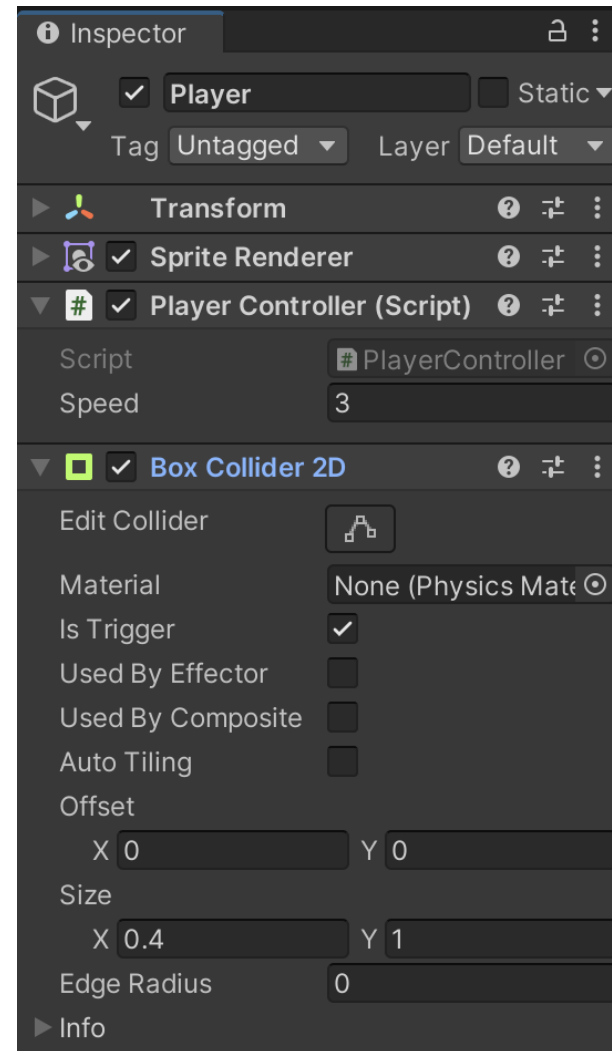 Inspector
Player Static
Tag Untagged Layer Default
Transform
Sprite Renderer
# Player Controller (Script)
Script # PlayerController
Speed 3
Box Collider 2D
Edit Collider
Material None (Physics Mate
Is Trigger
Used By Effector
Used By Composite
Auto Tiling
Offset
X 0 Y 0
Size
X 0.4 Y 1
Edge Radius 0
Info